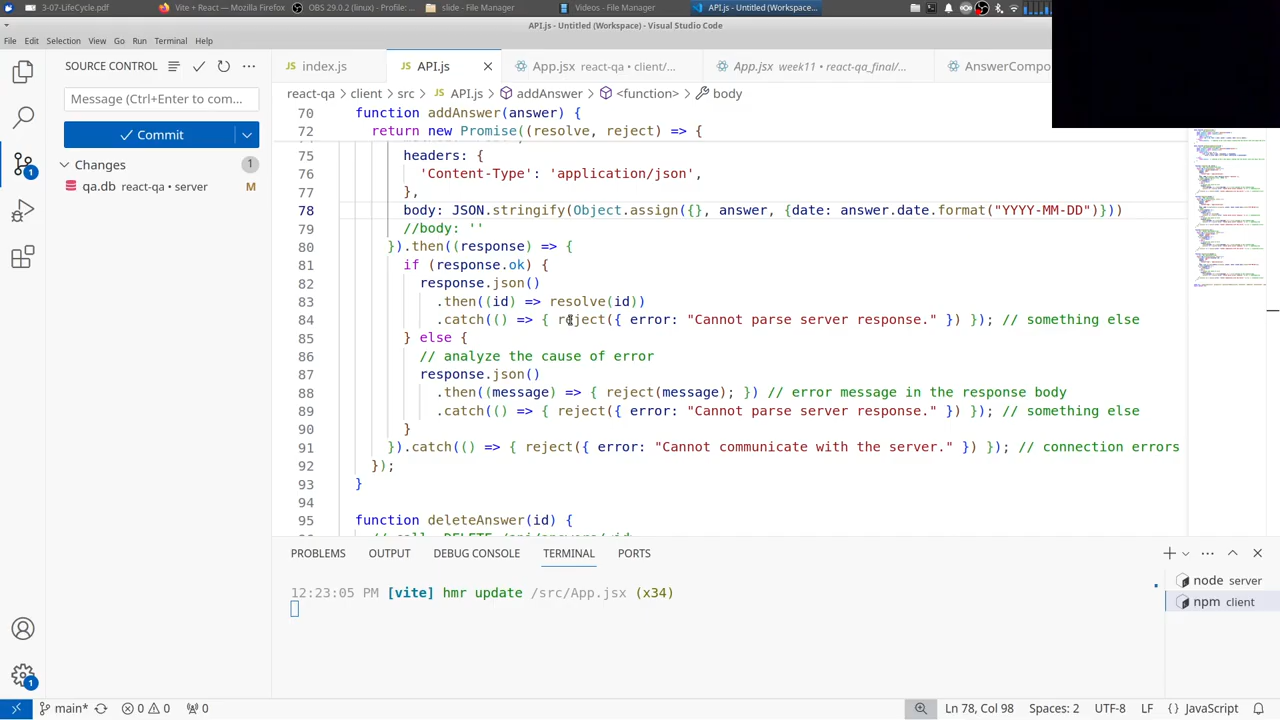 3-07-LifeCycle.pdf
Vite + React — Mozilla Firefox
OBS 29.0.2 (linux) - Profile: ...
Slide - File Manager
Videos - File Manager
API.js - Untitled (Workspace...
API.js - Untitled (Workspace) - Visual Studio Code
File Edit Selection View Go Run Terminal Help
SOURCE CONTROL
index.js
API.js
App.jsx react-qa • client/...
App.jsx week11 • react-qa_final/...
AnswerCompo
Message (Ctrl+Enter to com...
Commit
Changes 1
qa.db react-qa • server M
react-qa > client > src > API.js > addAnswer > <function> > body
70 function addAnswer(answer) {
72 return new Promise((resolve, reject) => {
75 headers: {
76 'Content-Type': 'application/json',
77 },
78 body JSON. y(Object.assign({}, answer, {date: answer.date. mat("YYYY-MM-DD")}))
79 //body:
80 }).then((response) => {
81 if response.ok
82 response.
83 .then((id) => resolve(id))
84 .catch(() => { reject({ error: "Cannot parse server response." }) }); // something else
85 } else {
86 // analyze the cause of error
87 response.json()
88 .then((message) => { reject(message); }) // error message in the response body
89 .catch(() => { reject({ error: "Cannot parse server response." }) }); // something else
90 }
91 }).catch(() => { reject({ error: "Cannot communicate with the server." }) }); // connection errors
92 });
93 }
94
95 function deleteAnswer(id) {
PROBLEMS OUTPUT DEBUG CONSOLE TERMINAL PORTS
12:23:05 PM [vite] hmr update /src/App.jsx (x34)
node server
npm client
1
1
main* 0 0 0
Ln 78, Col 98 Spaces: 2 UTF-8 LF {} JavaScript